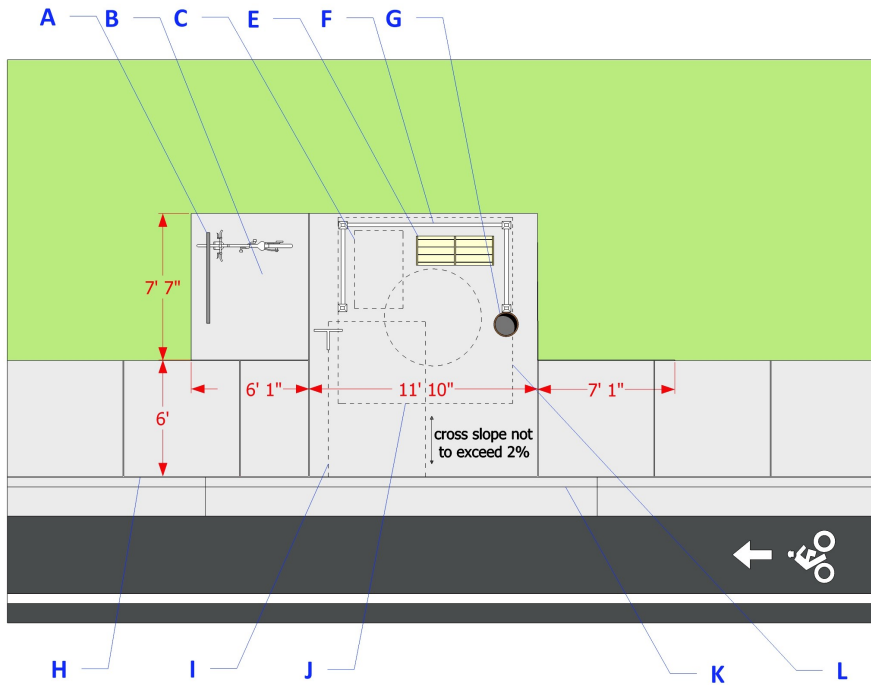 A B C E F G
7' 7"
6' 1" 11' 10" 7' 1"
6'
cross slope not
to exceed 2%
H I J K L